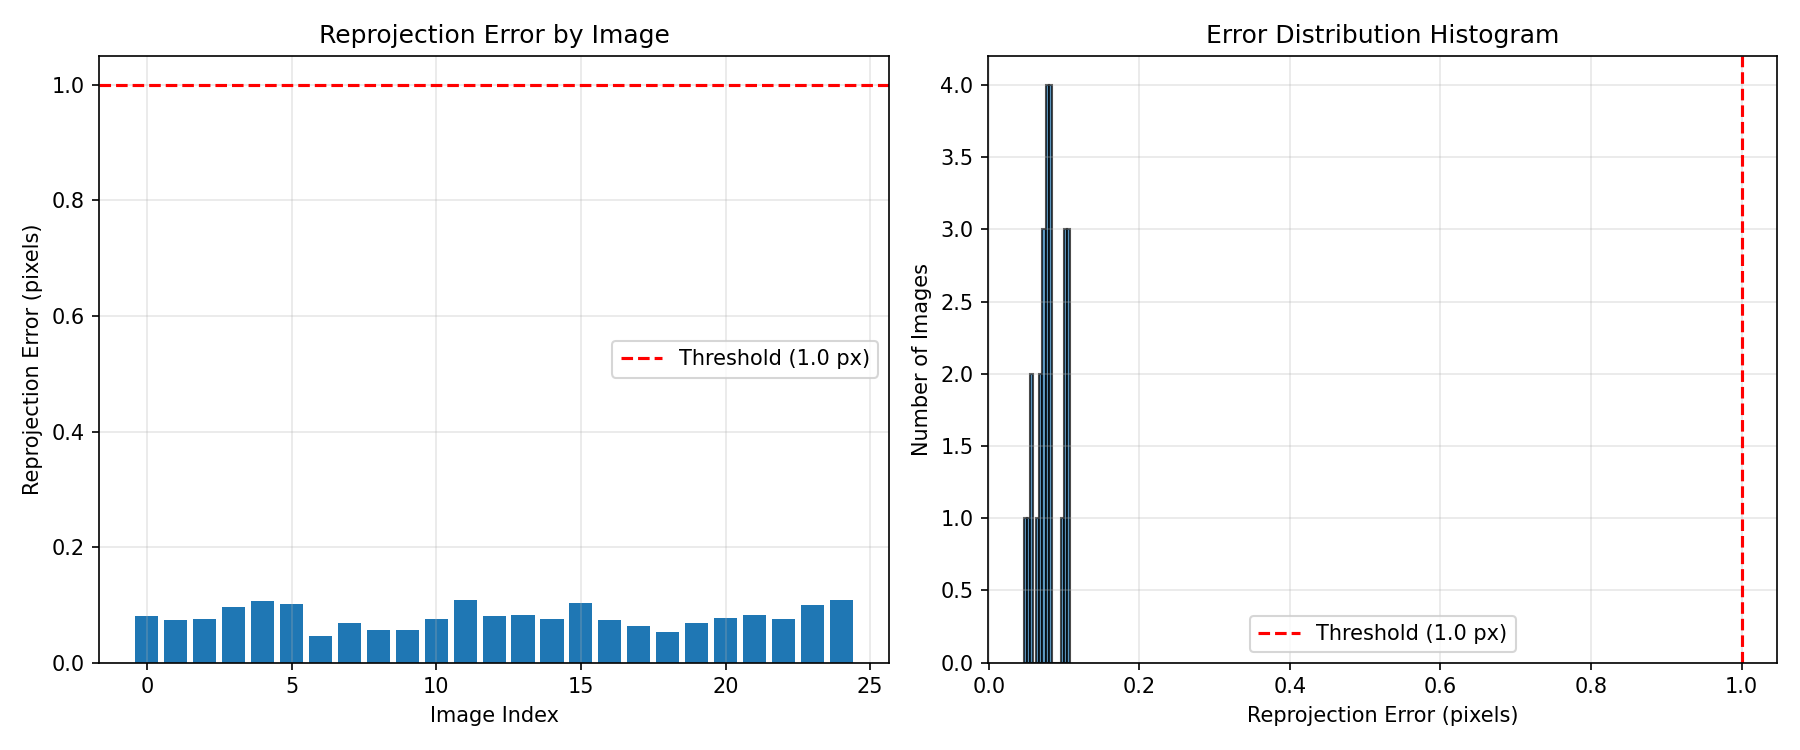 Reprojection Error by Image
Reprojection Error (pixels)
1.0
0.8
0.6
0.4
0.2
0.0
Threshold (1.0 px)
0 5 10 15 20 25
Image Index
Error Distribution Histogram
Number of Images
4.0
3.5
3.0
2.5
2.0
1.5
1.0
0.5
0.0
Threshold (1.0 px)
0.0 0.2 0.4 0.6 0.8 1.0
Reprojection Error (pixels)